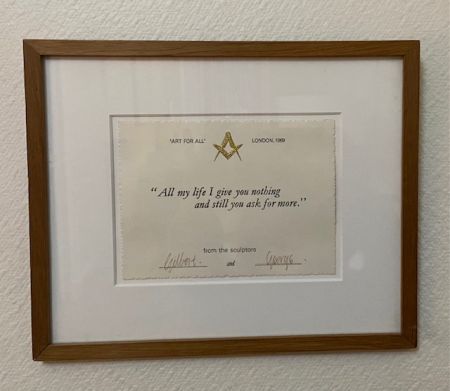 "ART FOR ALL" LONDON, 1969
"All my life I give you nothing
and still you ask for more."
from the sculptors
Gilbert. and George.